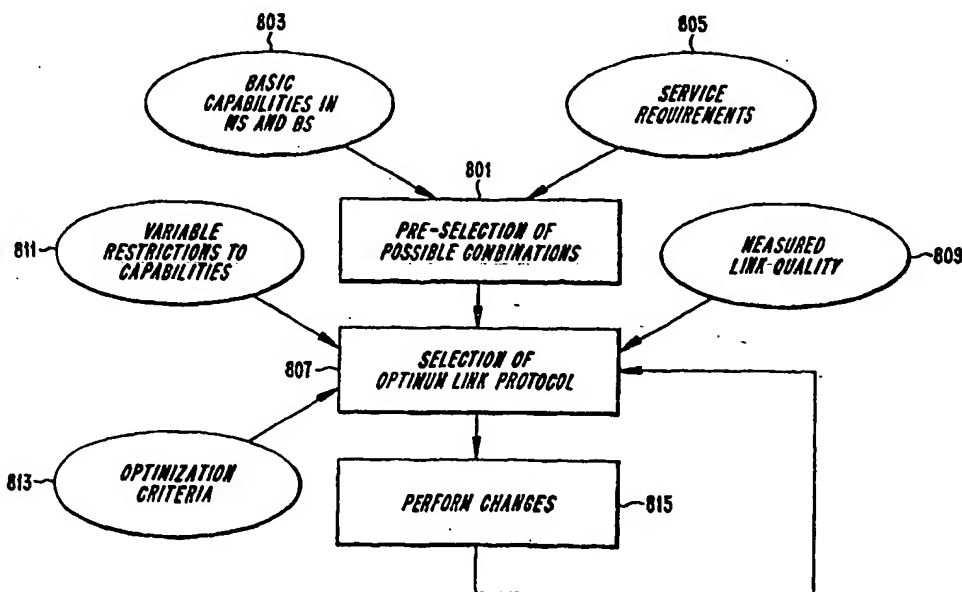 803
BASIC
CAPABILITIES IN
MS AND BS
805
SERVICE
REQUIREMENTS
801
PRE-SELECTION OF
POSSIBLE COMBINATIONS
811
VARIABLE
RESTRICTIONS TO
CAPABILITIES
MEASURED
LINK-QUALITY
809
807
SELECTION OF
OPTIMUM LINK PROTOCOL
813
OPTIMIZATION
CRITERIA
PERFORM CHANGES
815